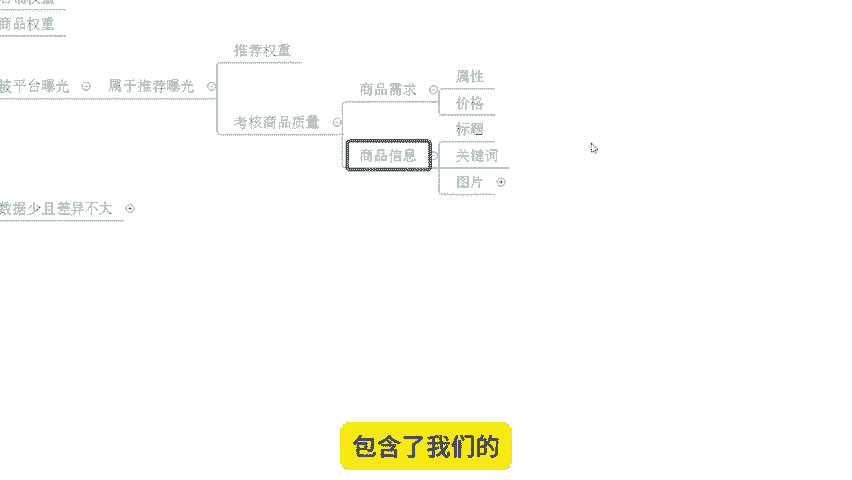 商品权重
推荐权重
被平台曝光
属于推荐曝光
商品需求
属性
价格
考核商品质量
标题
商品信息
关键词
图片
数据少且差异不大
包含了我们的